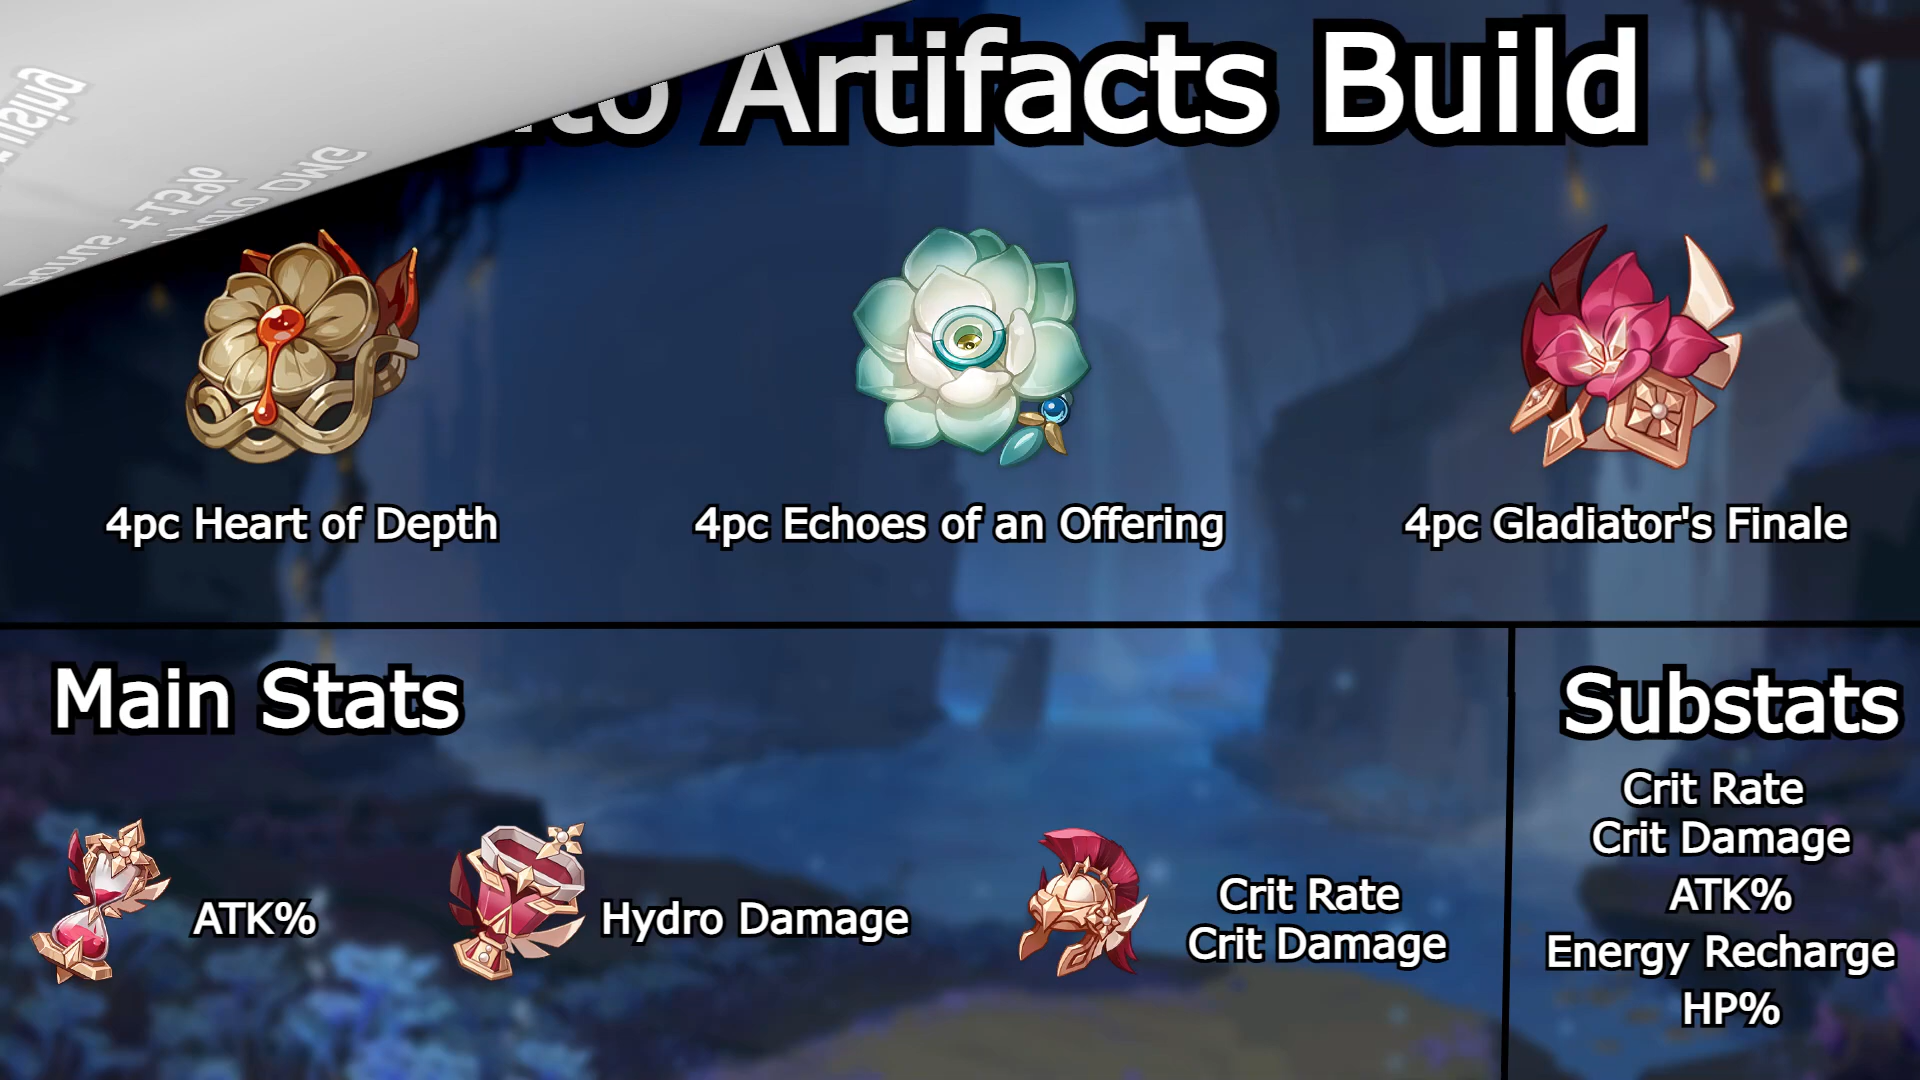 Artifacts Build
4pc Heart of Depth
4pc Echoes of an Offering
4pc Gladiator's Finale
Main Stats
ATK%
Hydro Damage
Crit Rate
Crit Damage
Substats
Crit Rate
Crit Damage
ATK%
Energy Recharge
HP%